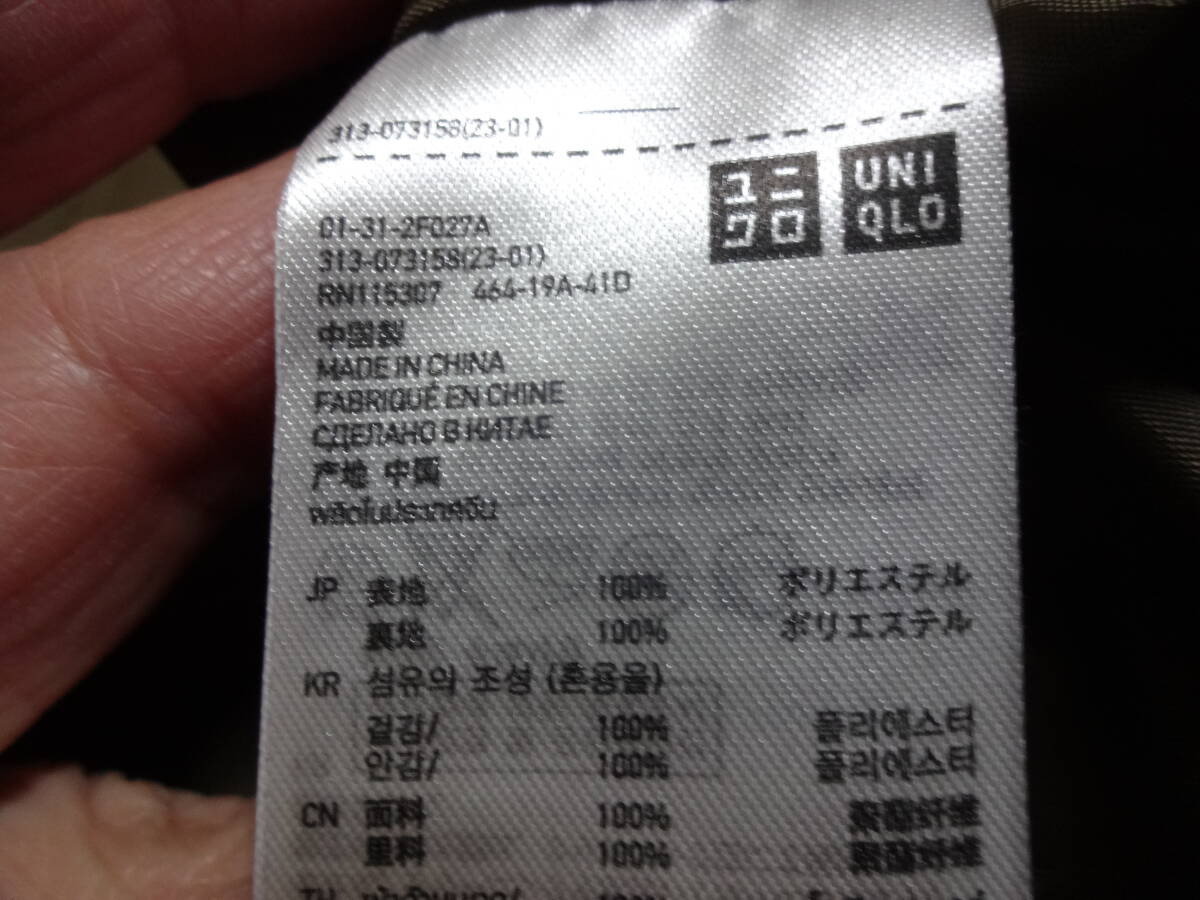 313-073158(23-01)
ユニ
クロ
UNI
QLO
01-31-2F027A
313-073158(23-01)
RN115307 464-19A-41D
中国製
MADE IN CHINA
FABRIQUÉ EN CHINE
СДЕЛАНО В КИТАЕ
产地 中国
ผลิตในประเทศจีน
JP 表地 100% ポリエステル
裏地 100% ポリエステル
KR 섬유의 조성 (혼용율)
겉감/ 100% 폴리에스터
안감/ 100% 폴리에스터
CN 面料 100% 聚酯纤维
里料 100% 聚酯纤维
TH